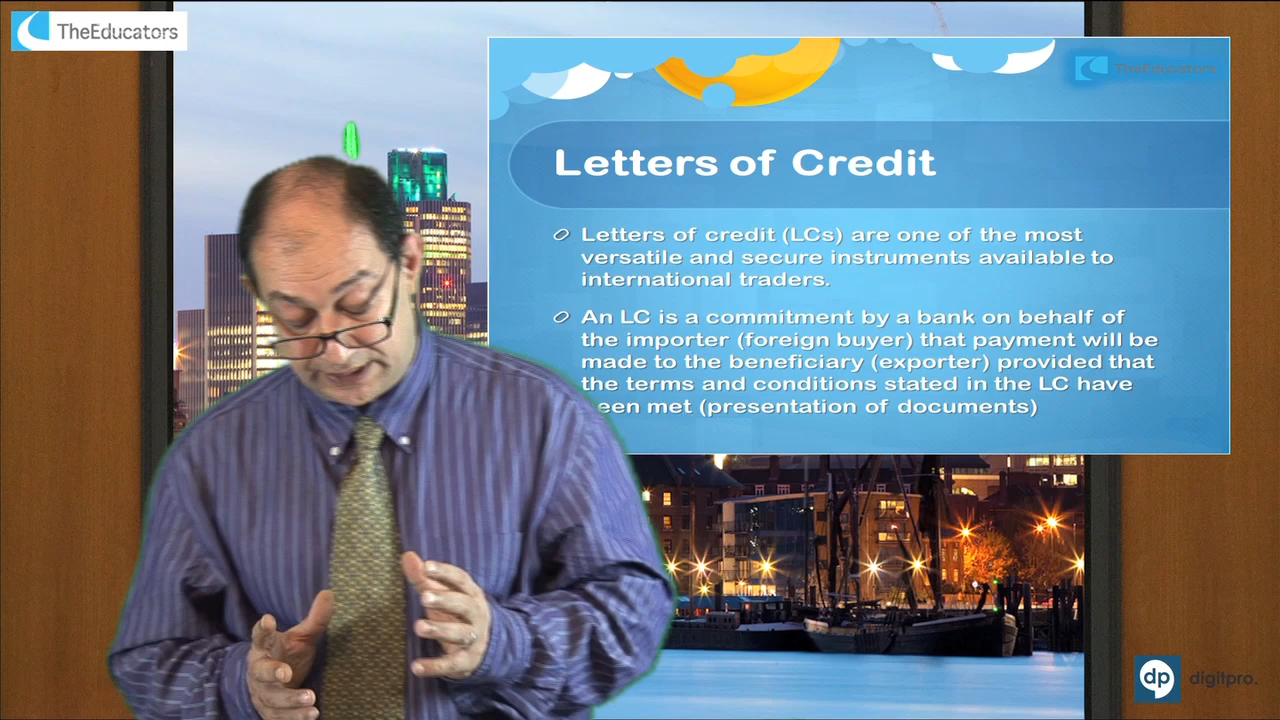 TheEducators
TheEducators
Letters of Credit
Letters of credit (LCs) are one of the most
versatile and secure instruments available to
international traders.
An LC is a commitment by a bank on behalf of
the importer (foreign buyer) that payment will be
made to the beneficiary (exporter) provided that
the terms and conditions stated in the LC have
een met (presentation of documents)
dp digitpro.